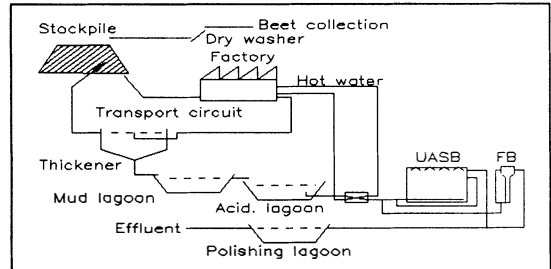 Stockpile
Beet collection
Dry washer
Factory
Hot water
Transport circuit
Thickener
UASB
FB
Mud lagoon
Acid. lagoon
Effluent
Polishing lagoon